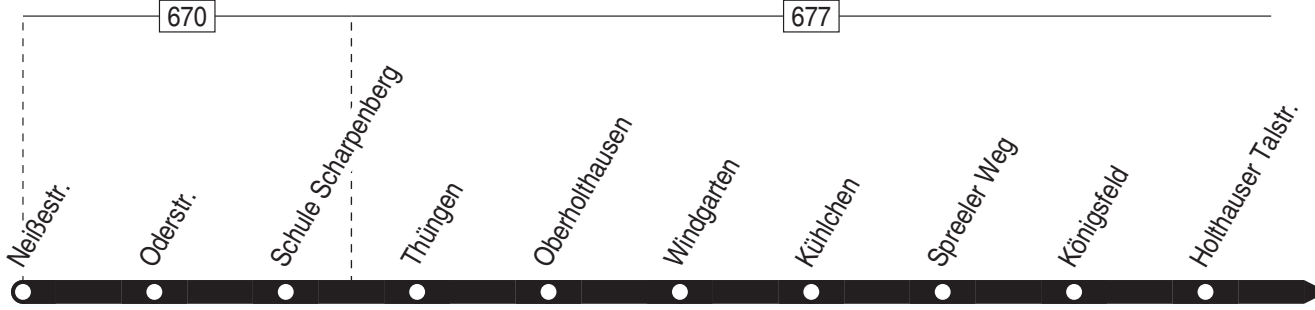 670
677
Neißestr.
Oderstr.
Schule Scharpenberg
Thüngen
Oberholthausen
Windgarten
Kühlchen
Spreeler Weg
Königsfeld
Holthauser Talstr.